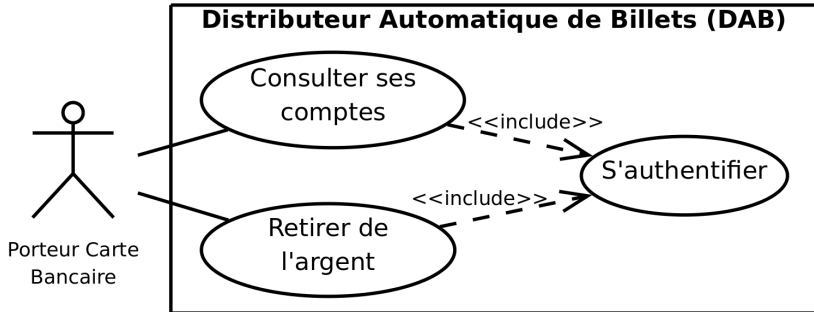 Distributeur Automatique de Billets (DAB)
Consulter ses
comptes
<<include>>
S'authentifier
<<include>>
Retirer de
l'argent
Porteur Carte
Bancaire